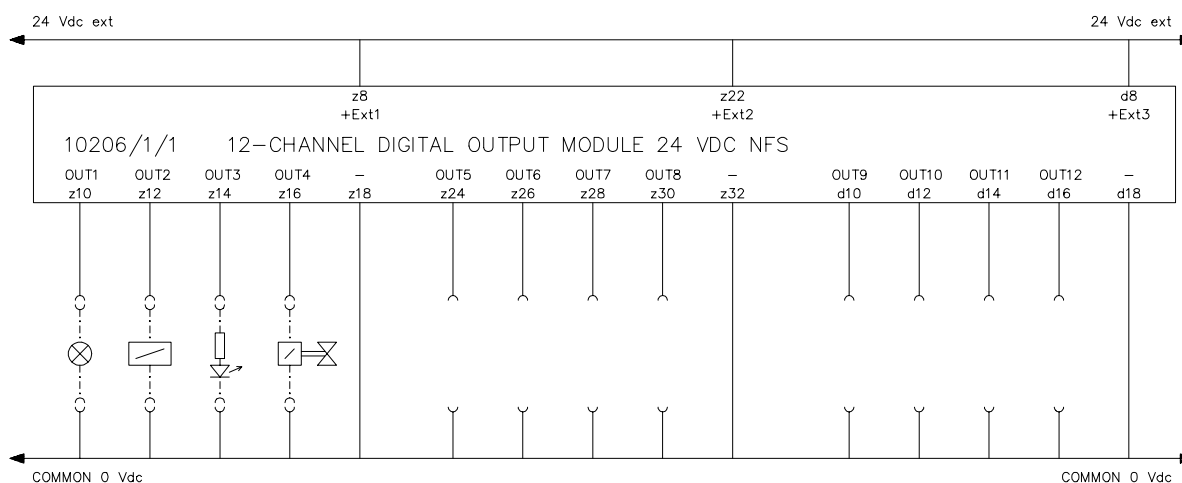 24 Vdc ext 24 Vdc ext
z8 z22 d8
+Ext1 +Ext2 +Ext3
10206/1/1 12-CHANNEL DIGITAL OUTPUT MODULE 24 VDC NFS
OUT1 OUT2 OUT3 OUT4 - OUT5 OUT6 OUT7 OUT8 - OUT9 OUT10 OUT11 OUT12 -
z10 z12 z14 z16 z18 z24 z26 z28 z30 z32 d10 d12 d14 d16 d18
COMMON 0 Vdc COMMON 0 Vdc